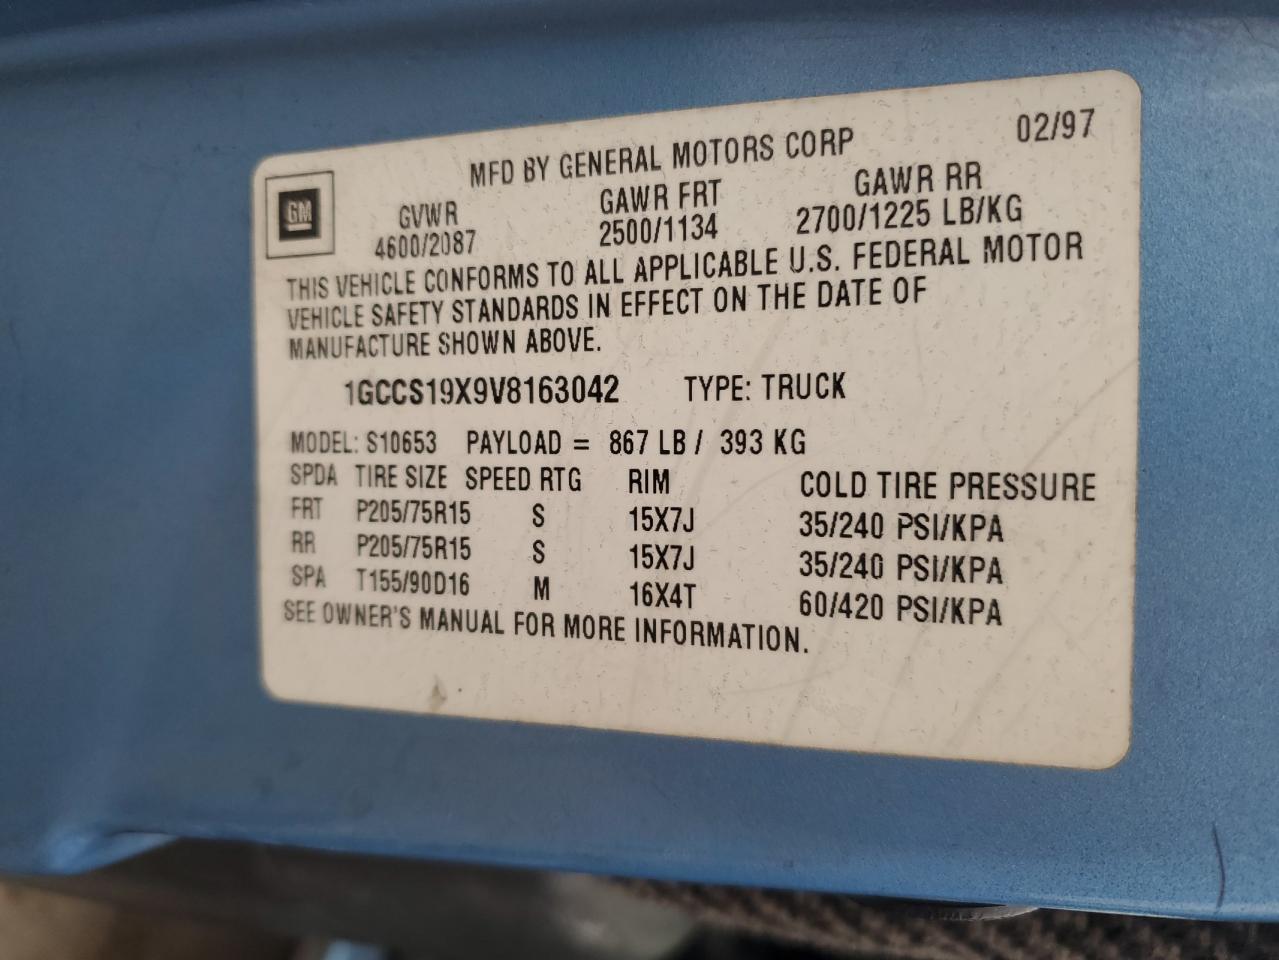 02/97
MFD BY GENERAL MOTORS CORP
GM
GVWR GAWR FRT GAWR RR
4600/2087 2500/1134 2700/1225 LB/KG
THIS VEHICLE CONFORMS TO ALL APPLICABLE U.S. FEDERAL MOTOR
VEHICLE SAFETY STANDARDS IN EFFECT ON THE DATE OF
MANUFACTURE SHOWN ABOVE.
1GCCS19X9V8163042 TYPE: TRUCK
MODEL: S10653 PAYLOAD = 867 LB / 393 KG
SPDA TIRE SIZE SPEED RTG RIM COLD TIRE PRESSURE
FRT P205/75R15 S 15X7J 35/240 PSI/KPA
RR P205/75R15 S 15X7J 35/240 PSI/KPA
SPA T155/90D16 M 16X4T 60/420 PSI/KPA
SEE OWNER'S MANUAL FOR MORE INFORMATION.